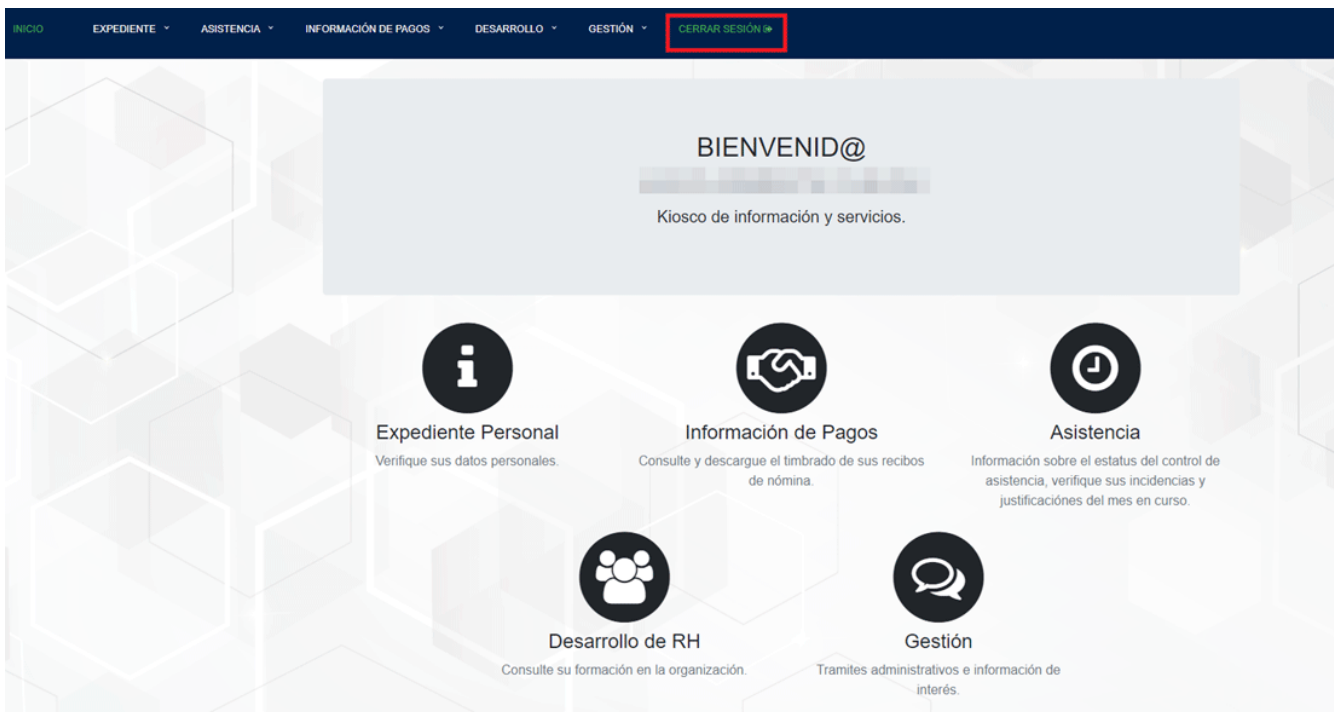 INICIO EXPEDIENTE ASISTENCIA INFORMACIÓN DE PAGOS DESARROLLO GESTIÓN CERRAR SESIÓN
BIENVENID@
Kiosco de información y servicios.
Expediente Personal
Verifique sus datos personales.
Información de Pagos
Consulte y descargue el timbrado de sus recibos
de nómina.
Asistencia
Información sobre el estatus del control de
asistencia, verifique sus incidencias y
justificaciónes del mes en curso.
Desarrollo de RH
Consulte su formación en la organización.
Gestión
Tramites administrativos e información de
interés.